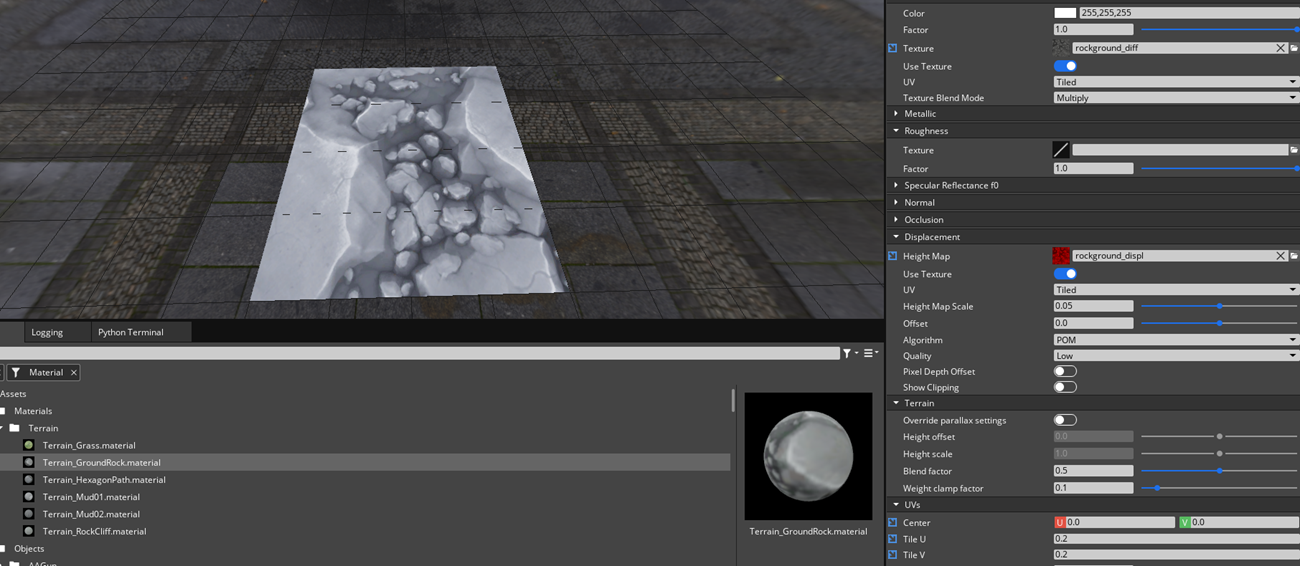 Color 255,255,255
Factor 1.0
Texture rockground_diff
Use Texture
UV Tiled
Texture Blend Mode Multiply
Metallic
Roughness
Texture
Factor 1.0
Specular Reflectance f0
Normal
Occlusion
Displacement
Height Map rockground_displ
Use Texture
UV Tiled
Height Map Scale 0.05
Offset 0.0
Algorithm POM
Quality Low
Pixel Depth Offset
Show Clipping
Terrain
Override parallax settings
Height offset 0.0
Height scale 1.0
Blend factor 0.5
Weight clamp factor 0.1
UVs
Center U 0.0 V 0.0
Tile U 0.2
Tile V 0.2
Logging Python Terminal
Material
Assets
Materials
Terrain
Terrain_Grass.material
Terrain_GroundRock.material
Terrain_HexagonPath.material
Terrain_Mud01.material
Terrain_Mud02.material
Terrain_RockCliff.material
Objects
AAGun
Terrain_GroundRock.material